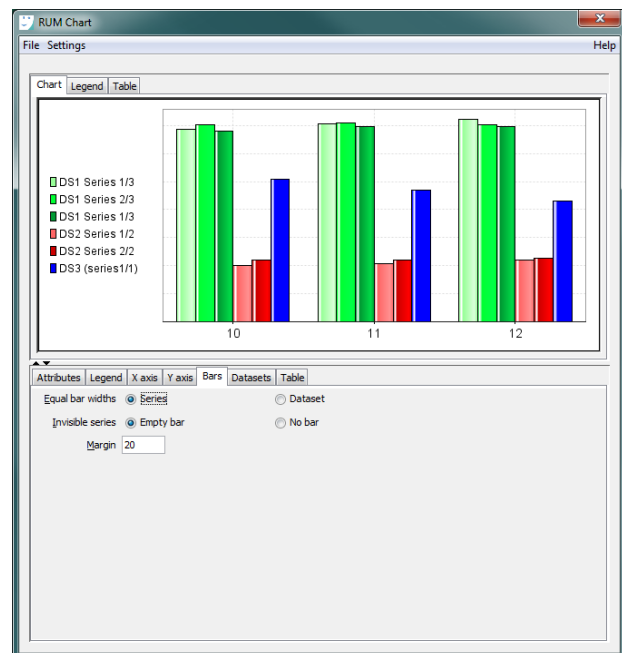 RUM Chart
File Settings Help
Chart Legend Table
DS1 Series 1/3
DS1 Series 2/3
DS1 Series 1/3
DS2 Series 1/2
DS2 Series 2/2
DS3 (series1/1)
10 11 12
Attributes Legend X axis Y axis Bars Datasets Table
Equal bar widths Series Dataset
Invisible series Empty bar No bar
Margin 20